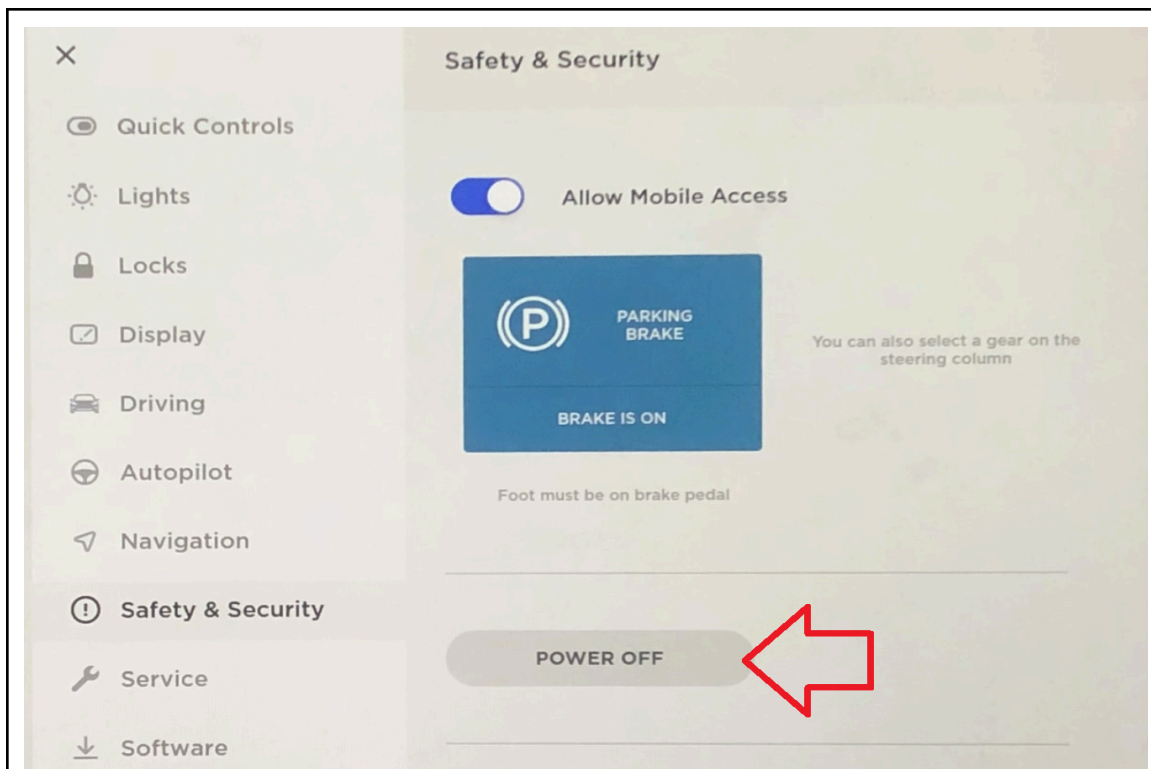 Safety & Security
Quick Controls
Lights
Locks
Display
Driving
Autopilot
Navigation
Safety & Security
Service
Software
Allow Mobile Access
P
PARKING
BRAKE
BRAKE IS ON
You can also select a gear on the
steering column
Foot must be on brake pedal
POWER OFF